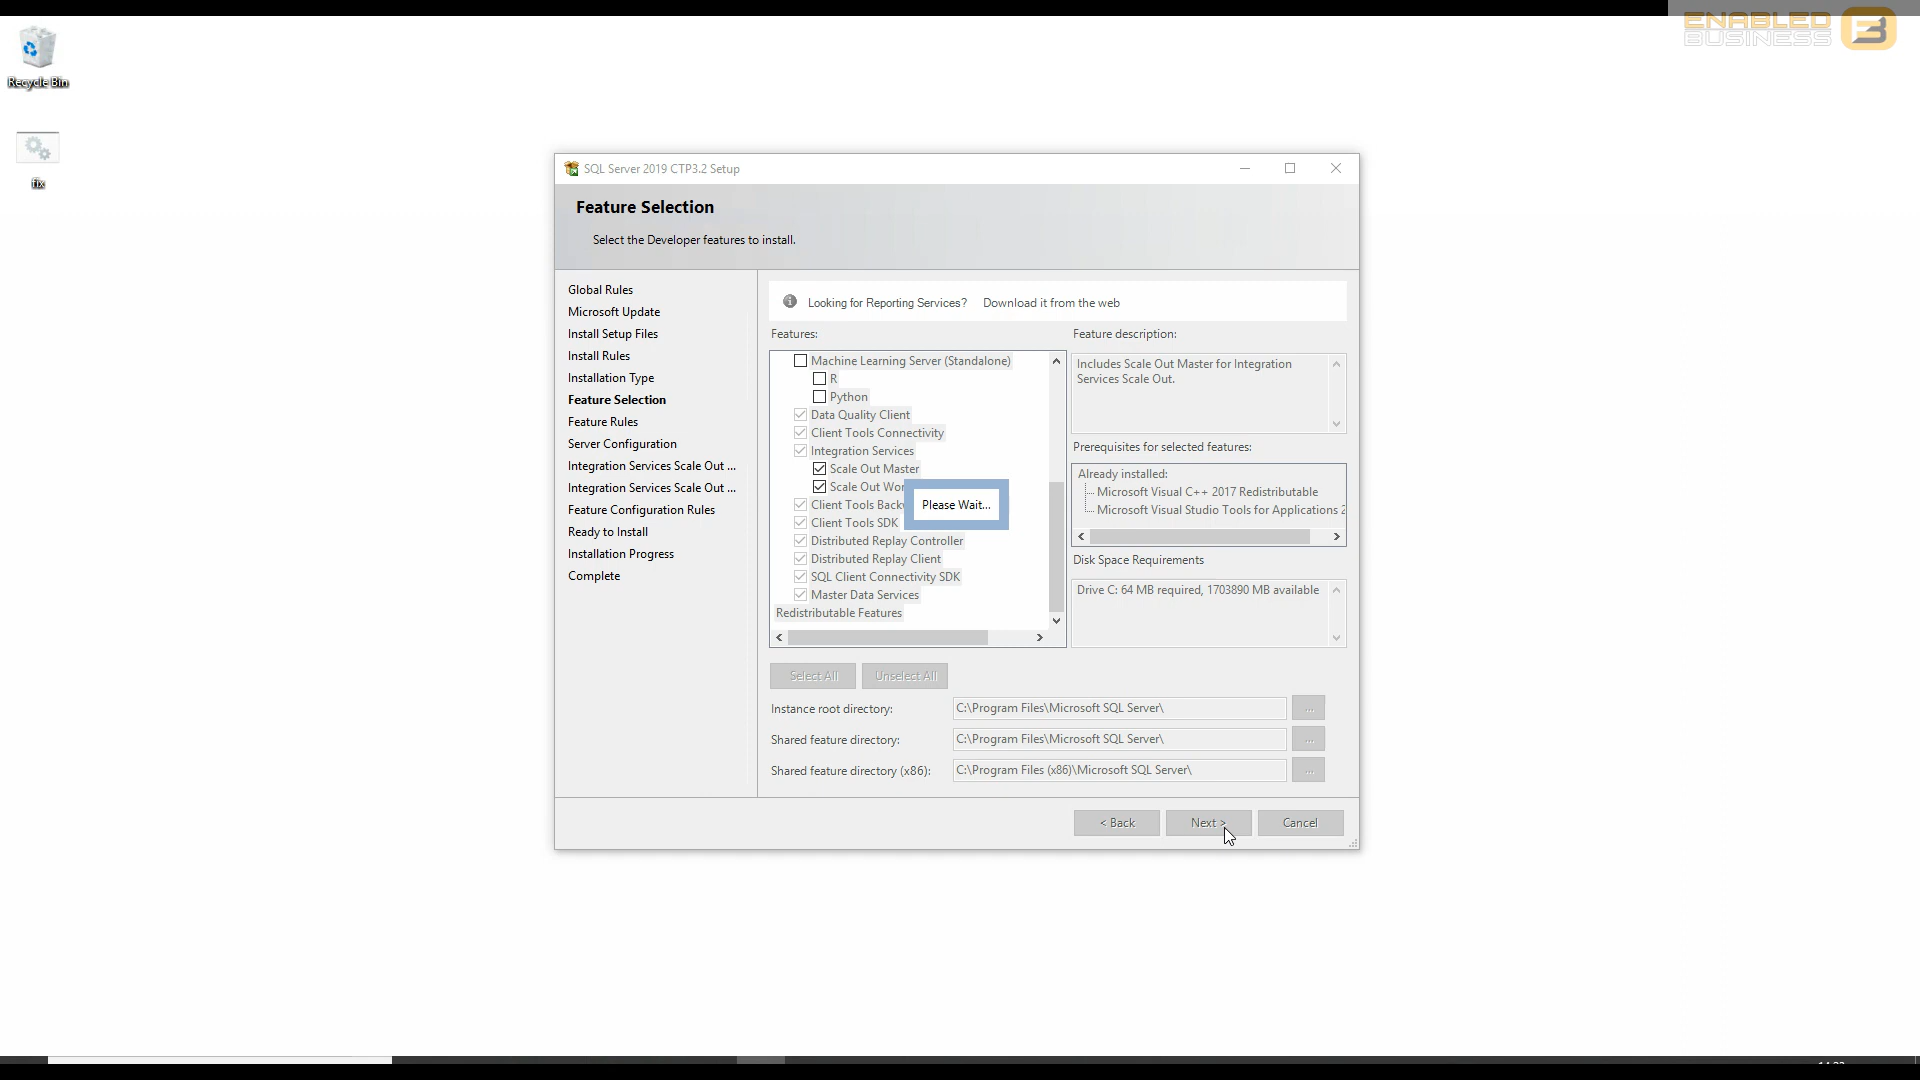 ENABLED
BUSINESS
Recycle Bin
fix
SQL Server 2019 CTP3.2 Setup
Feature Selection
Select the Developer features to install.
Global Rules
Microsoft Update
Install Setup Files
Install Rules
Installation Type
Feature Selection
Feature Rules
Server Configuration
Integration Services Scale Out ...
Integration Services Scale Out ...
Feature Configuration Rules
Ready to Install
Installation Progress
Complete
Looking for Reporting Services? Download it from the web
Features:
Machine Learning Server (Standalone)
R
Python
Data Quality Client
Client Tools Connectivity
Integration Services
Scale Out Master
Scale Out Wor
Client Tools Backw
Client Tools SDK
Distributed Replay Controller
Distributed Replay Client
SQL Client Connectivity SDK
Master Data Services
Redistributable Features
Please Wait...
Feature description:
Includes Scale Out Master for Integration
Services Scale Out.
Prerequisites for selected features:
Already installed:
Microsoft Visual C++ 2017 Redistributable
Microsoft Visual Studio Tools for Applications 2
Disk Space Requirements
Drive C: 64 MB required, 1703890 MB available
Select All
Unselect All
Instance root directory:
C:\Program Files\Microsoft SQL Server\
...
Shared feature directory:
C:\Program Files\Microsoft SQL Server\
...
Shared feature directory (x86):
C:\Program Files (x86)\Microsoft SQL Server\
...
< Back
Next >
Cancel